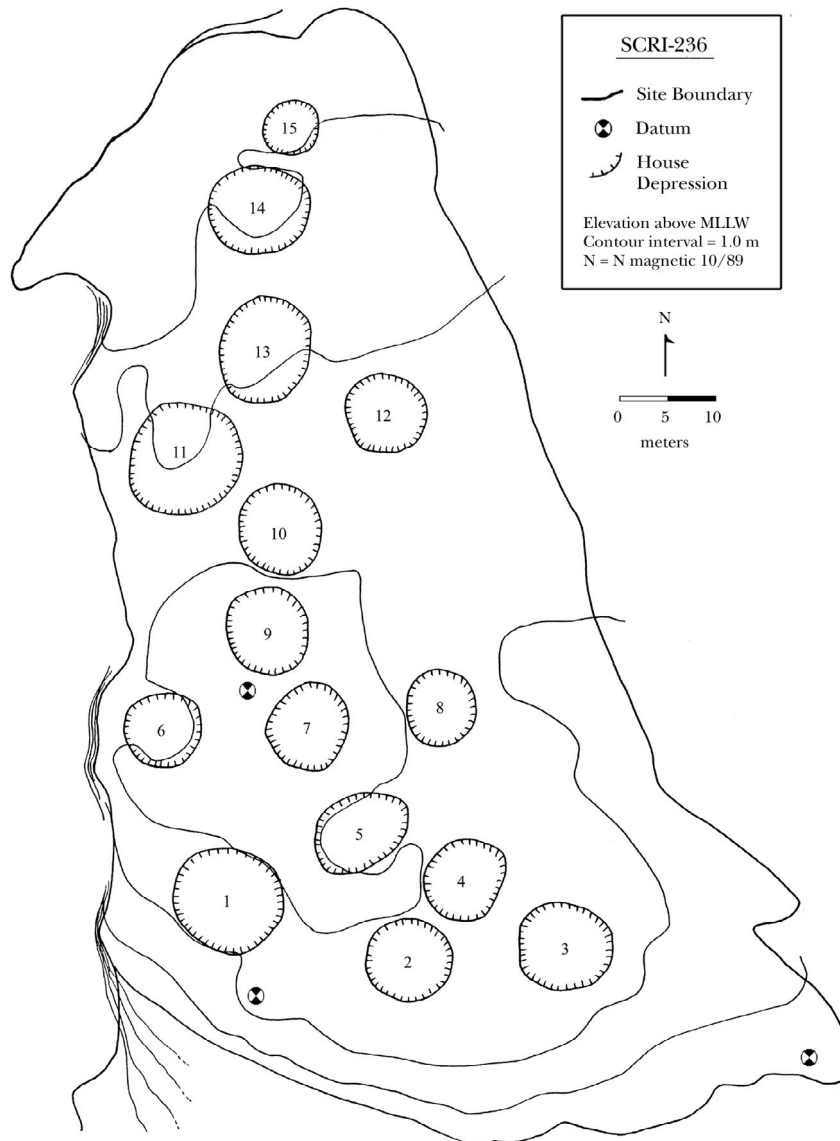 SCRI-236
Site Boundary
Datum
House
Depression
Elevation above MLLW
Contour interval = 1.0 m
N = N magnetic 10/89
N
0 5 10
meters
15
14
13
12
11
10
9
8
6
7
5
4
1
2
3